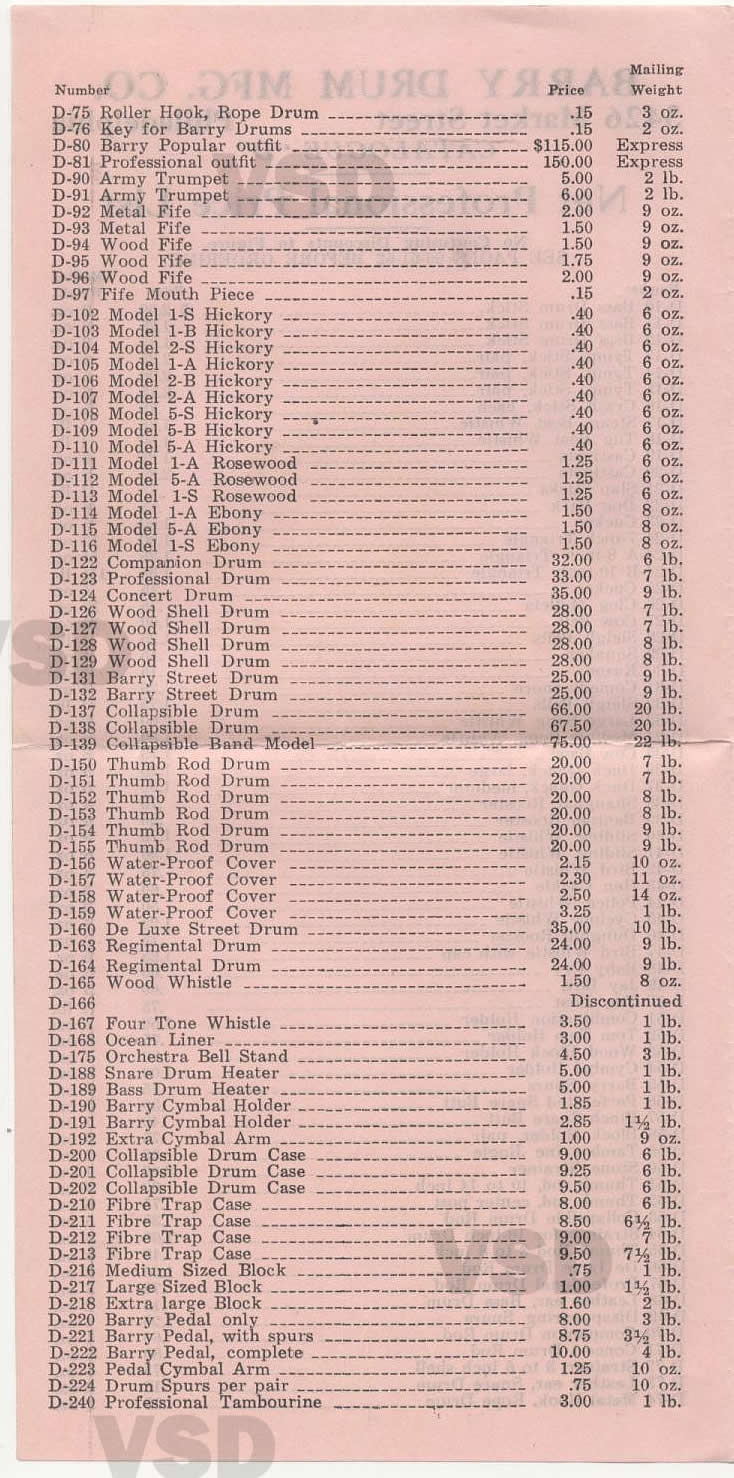 Mailing
Number Price Weight
D-75 Roller Hook, Rope Drum .15 3 oz.
D-76 Key for Barry Drums .15 2 oz.
D-80 Barry Popular outfit $115.00 Express
D-81 Professional outfit 150.00 Express
D-90 Army Trumpet 5.00 2 lb.
D-91 Army Trumpet 6.00 2 lb.
D-92 Metal Fife 2.00 9 oz.
D-93 Metal Fife 1.50 9 oz.
D-94 Wood Fife 1.50 9 oz.
D-95 Wood Fife 1.75 9 oz.
D-96 Wood Fife 2.00 9 oz.
D-97 Fife Mouth Piece .15 2 oz.
D-102 Model 1-S Hickory .40 6 oz.
D-103 Model 1-B Hickory .40 6 oz.
D-104 Model 2-S Hickory .40 6 oz.
D-105 Model 1-A Hickory .40 6 oz.
D-106 Model 2-B Hickory .40 6 oz.
D-107 Model 2-A Hickory .40 6 oz.
D-108 Model 5-S Hickory .40 6 oz.
D-109 Model 5-B Hickory .40 6 oz.
D-110 Model 5-A Hickory .40 6 oz.
D-111 Model 1-A Rosewood 1.25 6 oz.
D-112 Model 5-A Rosewood 1.25 6 oz.
D-113 Model 1-S Rosewood 1.25 6 oz.
D-114 Model 1-A Ebony 1.50 8 oz.
D-115 Model 5-A Ebony 1.50 8 oz.
D-116 Model 1-S Ebony 1.50 8 oz.
D-122 Companion Drum 32.00 6 lb.
D-123 Professional Drum 33.00 7 lb.
D-124 Concert Drum 35.00 9 lb.
D-126 Wood Shell Drum 28.00 7 lb.
D-127 Wood Shell Drum 28.00 7 lb.
D-128 Wood Shell Drum 28.00 8 lb.
D-129 Wood Shell Drum 28.00 8 lb.
D-131 Barry Street Drum 25.00 9 lb.
D-132 Barry Street Drum 25.00 9 lb.
D-137 Collapsible Drum 66.00 20 lb.
D-138 Collapsible Drum 67.50 20 lb.
D-139 Collapsible Band Model 75.00 22 lb.
D-150 Thumb Rod Drum 20.00 7 lb.
D-151 Thumb Rod Drum 20.00 7 lb.
D-152 Thumb Rod Drum 20.00 8 lb.
D-153 Thumb Rod Drum 20.00 8 lb.
D-154 Thumb Rod Drum 20.00 9 lb.
D-155 Thumb Rod Drum 20.00 9 lb.
D-156 Water-Proof Cover 2.15 10 oz.
D-157 Water-Proof Cover 2.30 11 oz.
D-158 Water-Proof Cover 2.50 14 oz.
D-159 Water-Proof Cover 3.25 1 lb.
D-160 De Luxe Street Drum 35.00 10 lb.
D-163 Regimental Drum 24.00 9 lb.
D-164 Regimental Drum 24.00 9 lb.
D-165 Wood Whistle 1.50 8 oz.
D-166 Discontinued
D-167 Four Tone Whistle 3.50 1 lb.
D-168 Ocean Liner 3.00 1 lb.
D-175 Orchestra Bell Stand 4.50 3 lb.
D-188 Snare Drum Heater 5.00 1 lb.
D-189 Bass Drum Heater 5.00 1 lb.
D-190 Barry Cymbal Holder 1.85 1 lb.
D-191 Barry Cymbal Holder 2.85 1½ lb.
D-192 Extra Cymbal Arm 1.00 9 oz.
D-200 Collapsible Drum Case 9.00 6 lb.
D-201 Collapsible Drum Case 9.25 6 lb.
D-202 Collapsible Drum Case 9.50 6 lb.
D-210 Fibre Trap Case 8.00 6 lb.
D-211 Fibre Trap Case 8.50 6½ lb.
D-212 Fibre Trap Case 9.00 7 lb.
D-213 Fibre Trap Case 9.50 7½ lb.
D-216 Medium Sized Block .75 1 lb.
D-217 Large Sized Block 1.00 1½ lb.
D-218 Extra large Block 1.60 2 lb.
D-220 Barry Pedal only 8.00 3 lb.
D-221 Barry Pedal, with spurs 8.75 3½ lb.
D-222 Barry Pedal, complete 10.00 4 lb.
D-223 Pedal Cymbal Arm 1.25 10 oz.
D-224 Drum Spurs per pair .75 10 oz.
D-240 Professional Tambourine 3.00 1 lb.
VSD
VSD
VSD
VSD